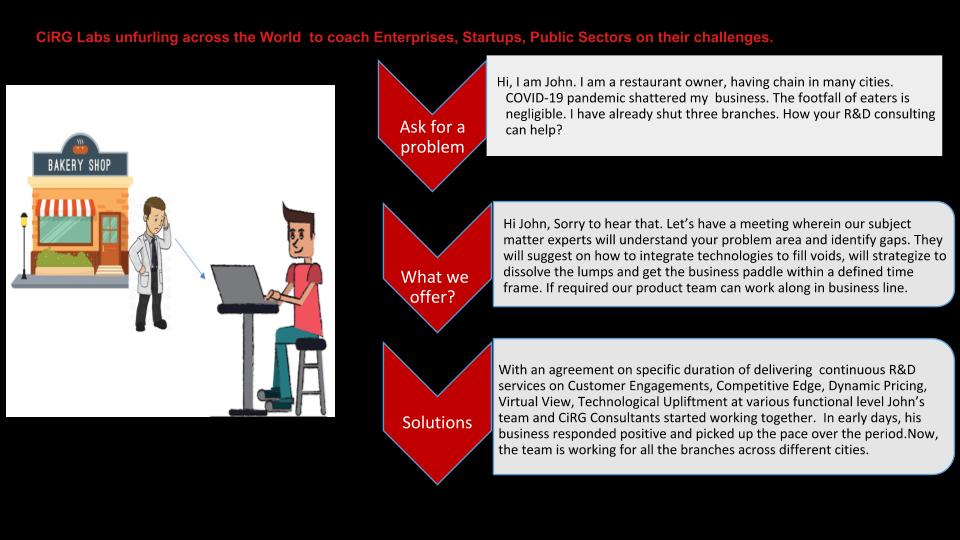 CiRG Labs unfurling across the World  to coach Enterprises, Startups, Public Sectors on their challenges.
BAKERY SHOP
Ask for a
problem
Hi, I am John. I am a restaurant owner, having chain in many cities.
COVID-19 pandemic shattered my  business. The footfall of eaters is
negligible. I have already shut three branches. How your R&D consulting
can help?
What we
offer?
Hi John, Sorry to hear that. Let’s have a meeting wherein our subject
matter experts will understand your problem area and identify gaps. They
will suggest on how to integrate technologies to fill voids, will strategize to
dissolve the lumps and get the business paddle within a defined time
frame. If required our product team can work along in business line.
Solutions
With an agreement on specific duration of delivering  continuous R&D
services on Customer Engagements, Competitive Edge, Dynamic Pricing,
Virtual View, Technological Upliftment at various functional level John’s
team and CiRG Consultants started working together.  In early days, his
business responded positive and picked up the pace over the period.Now,
the team is working for all the branches across different cities.